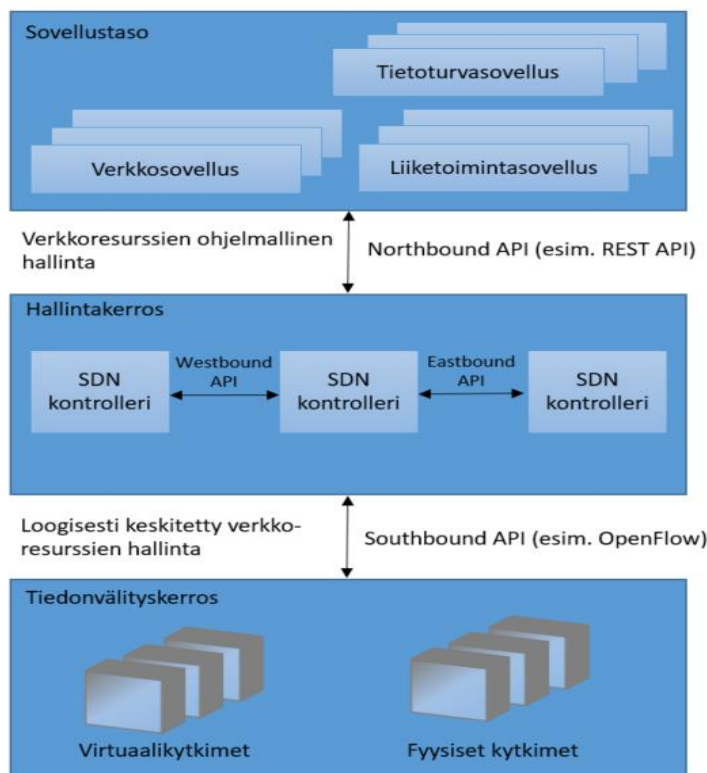 Sovellustaso
Tietoturvasovellus
Verkkosovellus
Liiketoimintasovellus
Verkkoresurssien ohjelmallinen
hallinta
Northbound API (esim. REST API)
Hallintakerros
SDN
kontrolleri
Westbound
API
SDN
kontrolleri
Eastbound
API
SDN
kontrolleri
Loogisesti keskitetty verkko-
resurssien hallinta
Southbound API (esim. OpenFlow)
Tiedonvälityskerros
Virtuaalikytkimet
Fyysiset kytkimet